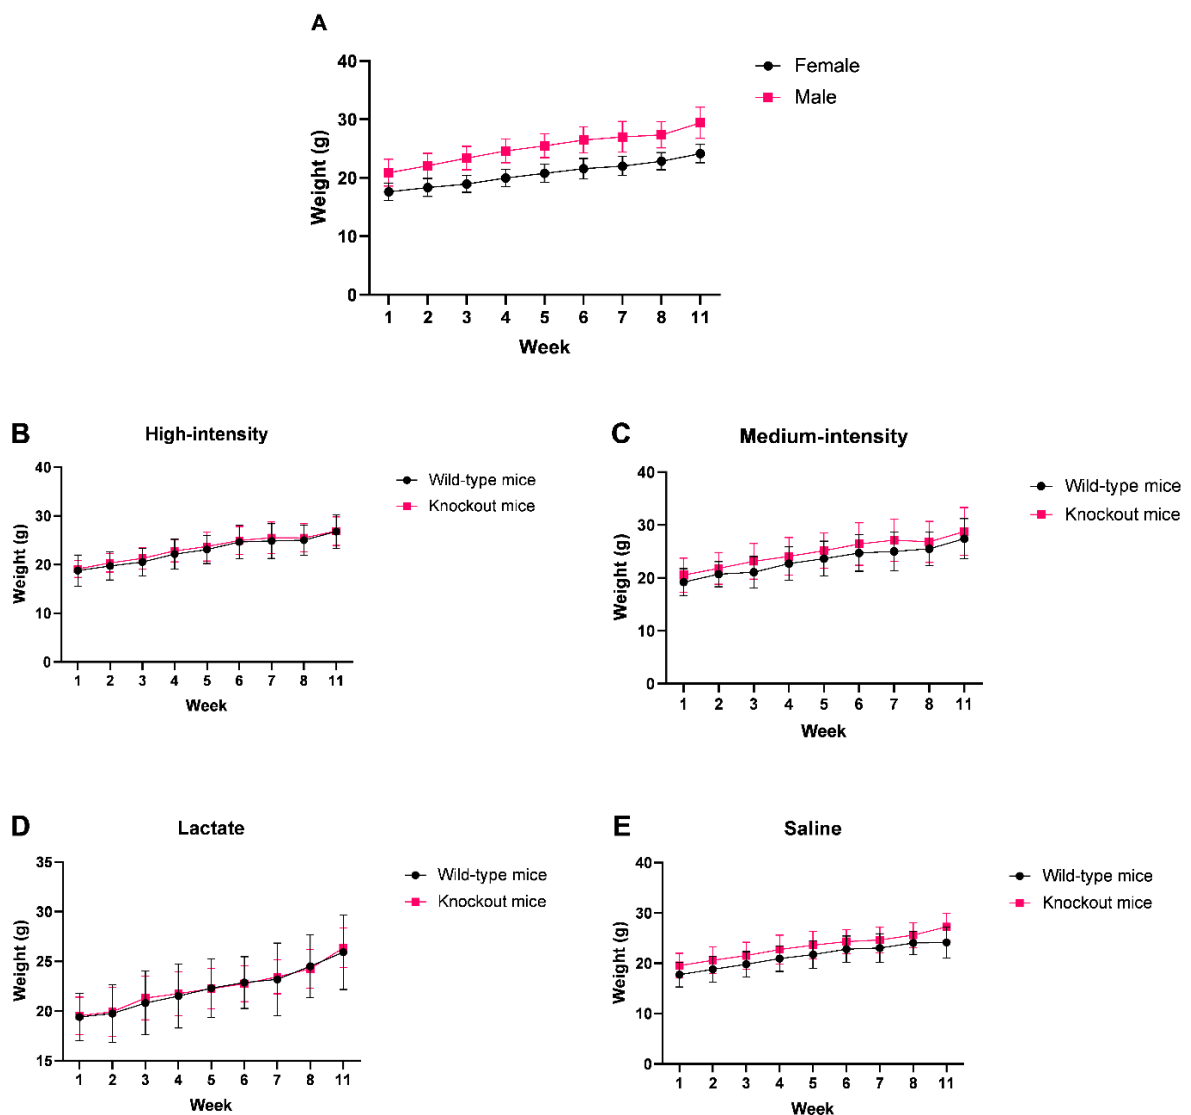 A
40
30
20
10
0
Weight (g)
1 2 3 4 5 6 7 8 11
Week
Female
Male
B
High-intensity
40
30
20
10
0
Weight (g)
1 2 3 4 5 6 7 8 11
Week
Wild-type mice
Knockout mice
C
Medium-intensity
40
30
20
10
0
Weight (g)
1 2 3 4 5 6 7 8 11
Week
Wild-type mice
Knockout mice
D
Lactate
35
30
25
20
15
Weight (g)
1 2 3 4 5 6 7 8 11
Week
Wild-type mice
Knockout mice
E
Saline
40
30
20
10
0
Weight (g)
1 2 3 4 5 6 7 8 11
Week
Wild-type mice
Knockout mice